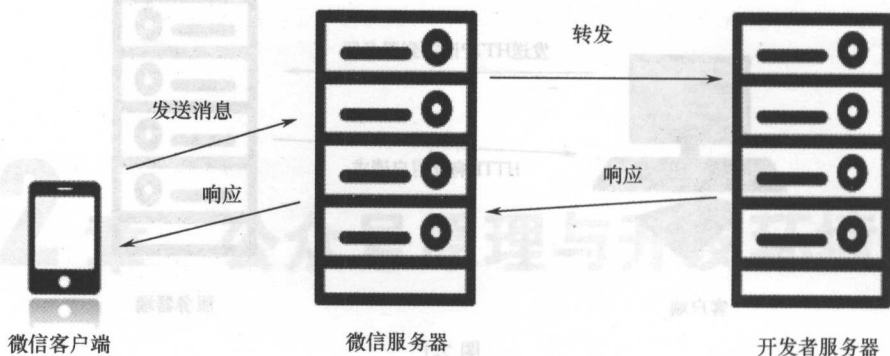 转发
发送消息
响应
响应
微信客户端
微信服务器
开发者服务器